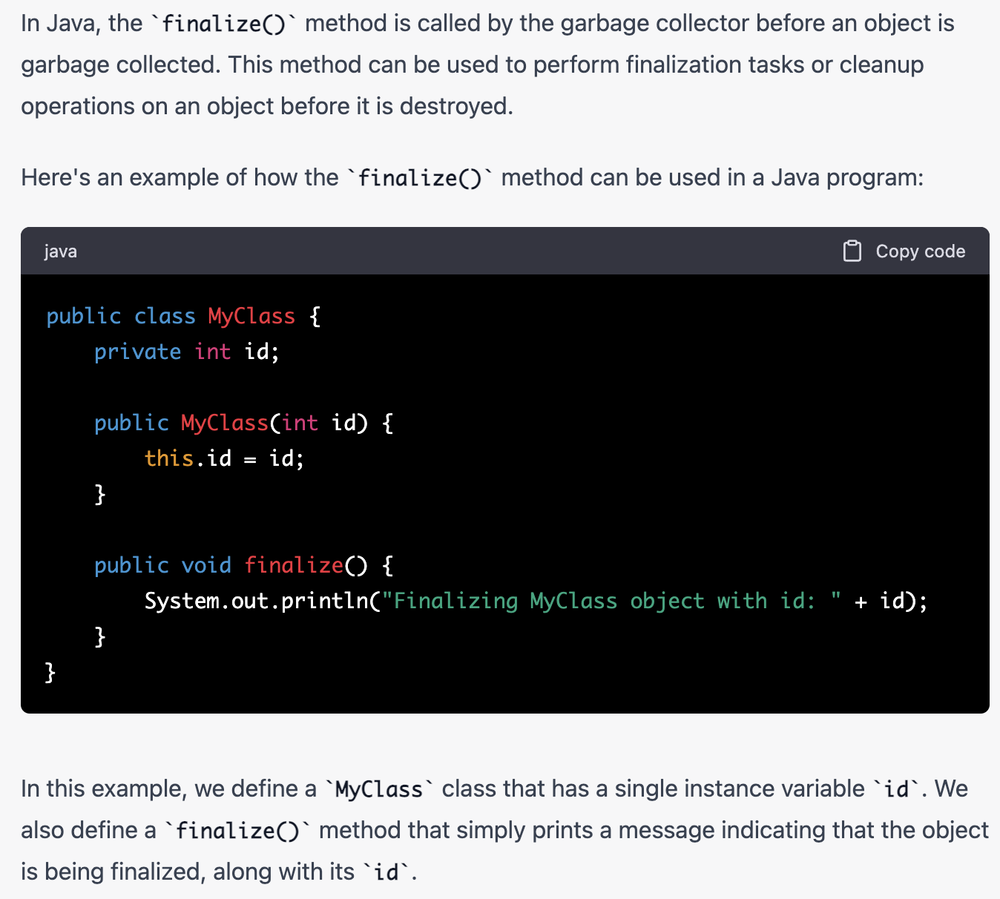 In Java, the `finalize()` method is called by the garbage collector before an object is
garbage collected. This method can be used to perform finalization tasks or cleanup
operations on an object before it is destroyed.
Here's an example of how the `finalize()` method can be used in a Java program:
java Copy code
public class MyClass {
    private int id;
    public MyClass(int id) {
        this.id = id;
    }
    public void finalize() {
        System.out.println("Finalizing MyClass object with id: " + id);
    }
}
In this example, we define a `MyClass` class that has a single instance variable `id`. We
also define a `finalize()` method that simply prints a message indicating that the object
is being finalized, along with its `id`.